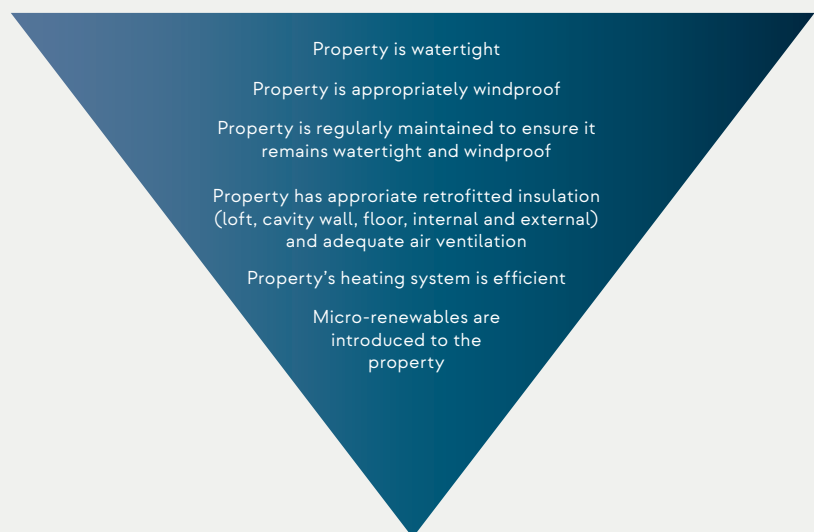 Property is watertight
Property is appropriately windproof
Property is regularly maintained to ensure it
remains watertight and windproof
Property has approriate retrofitted insulation
(loft, cavity wall, floor, internal and external)
and adequate air ventilation
Property’s heating system is efficient
Micro-renewables are
introduced to the
property